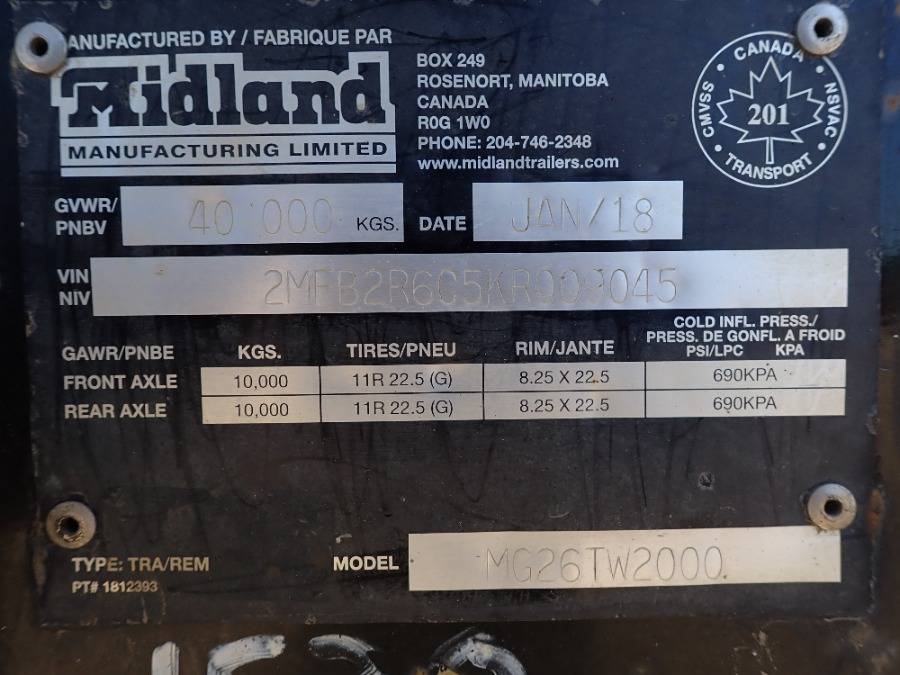 MANUFACTURED BY / FABRIQUE PAR
Midland
MANUFACTURING LIMITED
BOX 249
ROSENORT, MANITOBA
CANADA
R0G 1W0
PHONE: 204-746-2348
www.midlandtrailers.com
CANADA
CMVSS 201 NSVAC
TRANSPORT
GVWR/
PNBV 40 000 KGS. DATE JAN/18
VIN
NIV
COLD INFL. PRESS./
PRESS. DE GONFL. A FROID
GAWR/PNBE KGS. TIRES/PNEU RIM/JANTE PSI/LPC KPA
FRONT AXLE 10,000 11R 22.5 (G) 8.25 X 22.5 690KPA
REAR AXLE 10,000 11R 22.5 (G) 8.25 X 22.5 690KPA
TYPE: TRA/REM MODEL MG26TW2000
PT# 1812393